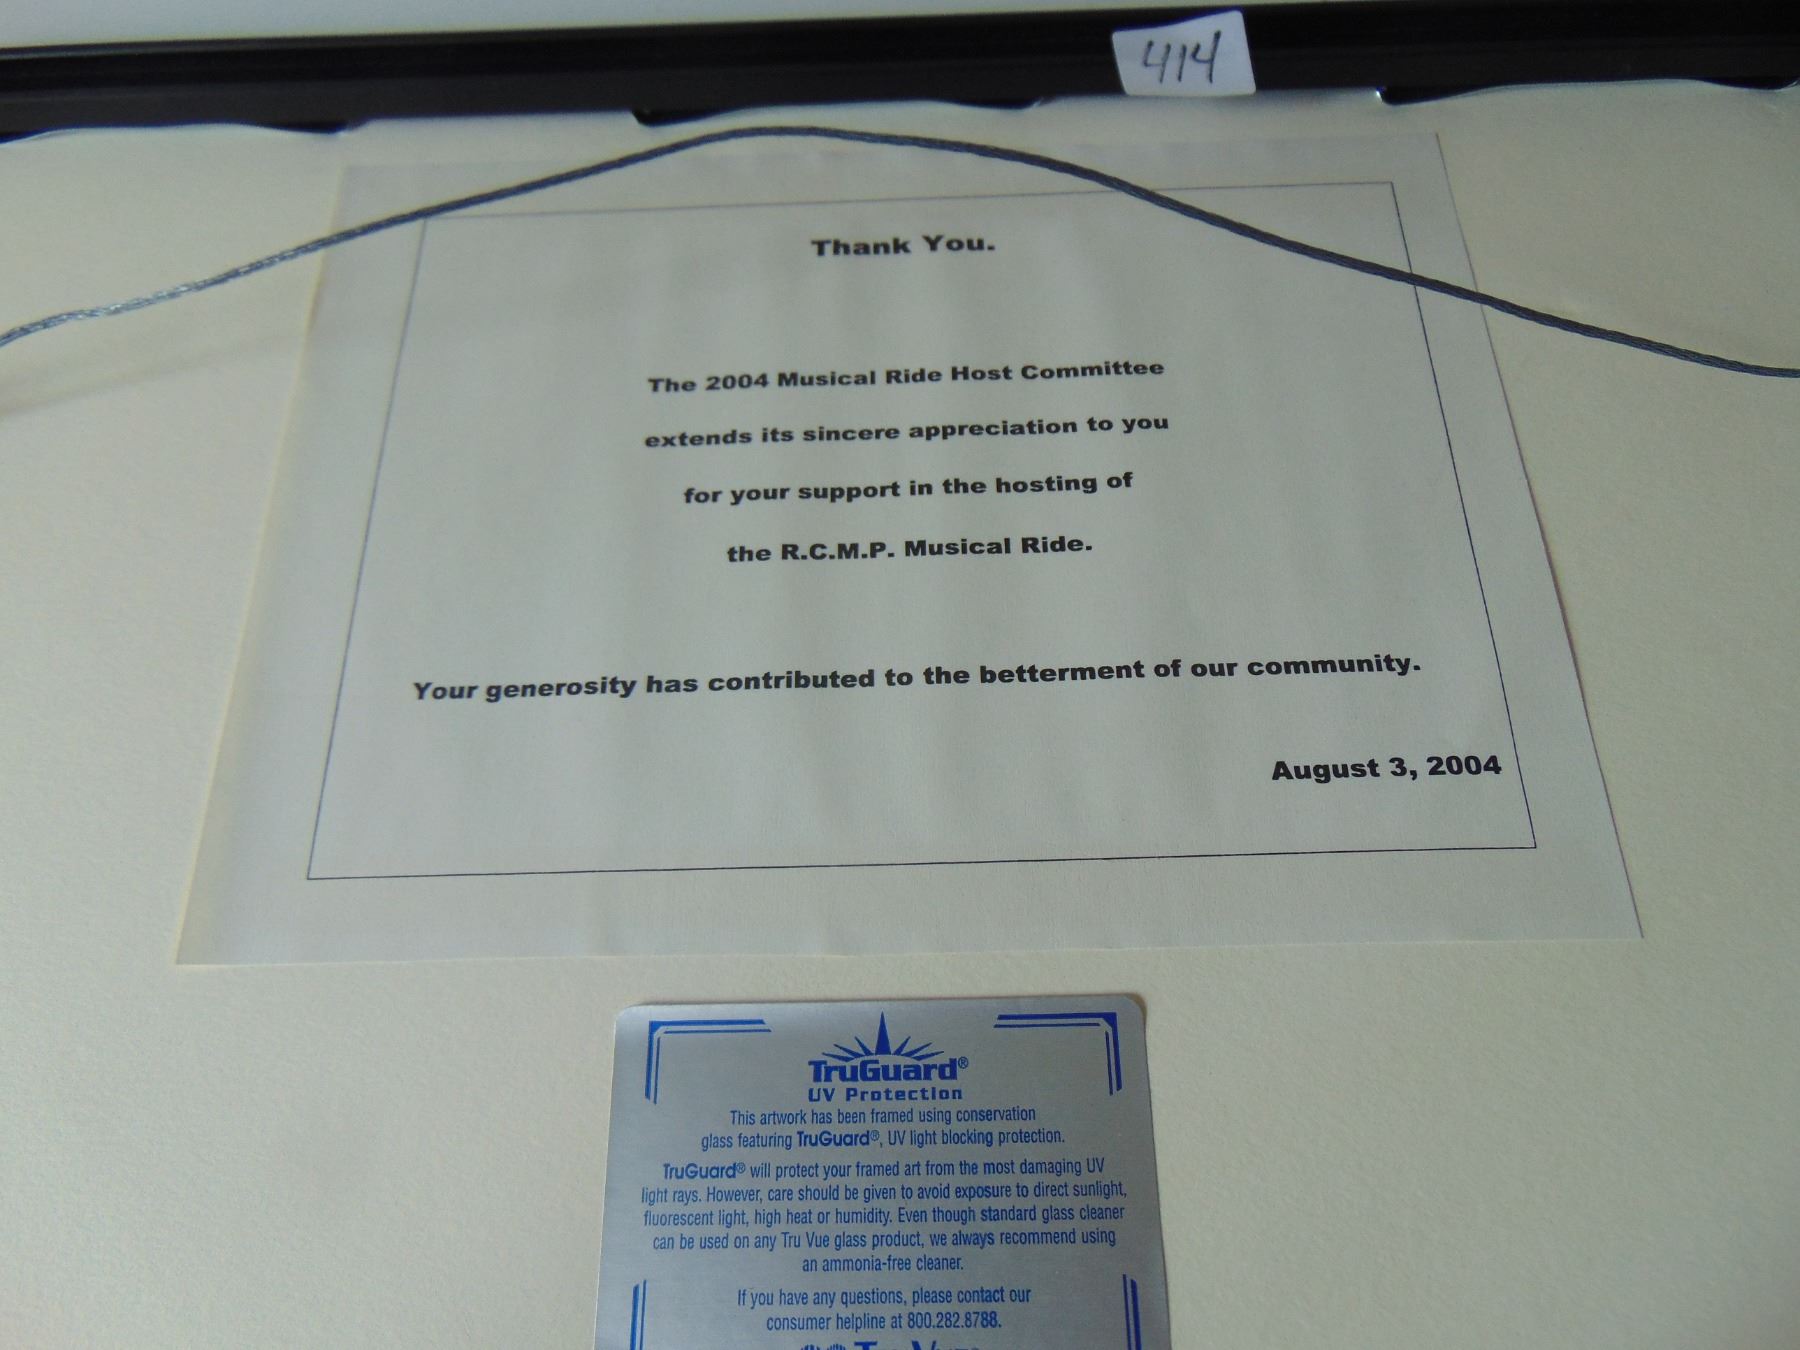 414
Thank You.
The 2004 Musical Ride Host Committee
extends its sincere appreciation to you
for your support in the hosting of
the R.C.M.P. Musical Ride.
Your generosity has contributed to the betterment of our community.
August 3, 2004
TruGuard®
UV Protection
This artwork has been framed using conservation
glass featuring TruGuard®, UV light blocking protection.
TruGuard® will protect your framed art from the most damaging UV
light rays. However, care should be given to avoid exposure to direct sunlight,
fluorescent light, high heat or humidity. Even though standard glass cleaner
can be used on any Tru Vue glass product, we always recommend using
an ammonia-free cleaner.
If you have any questions, please contact our
consumer helpline at 800.282.8788.